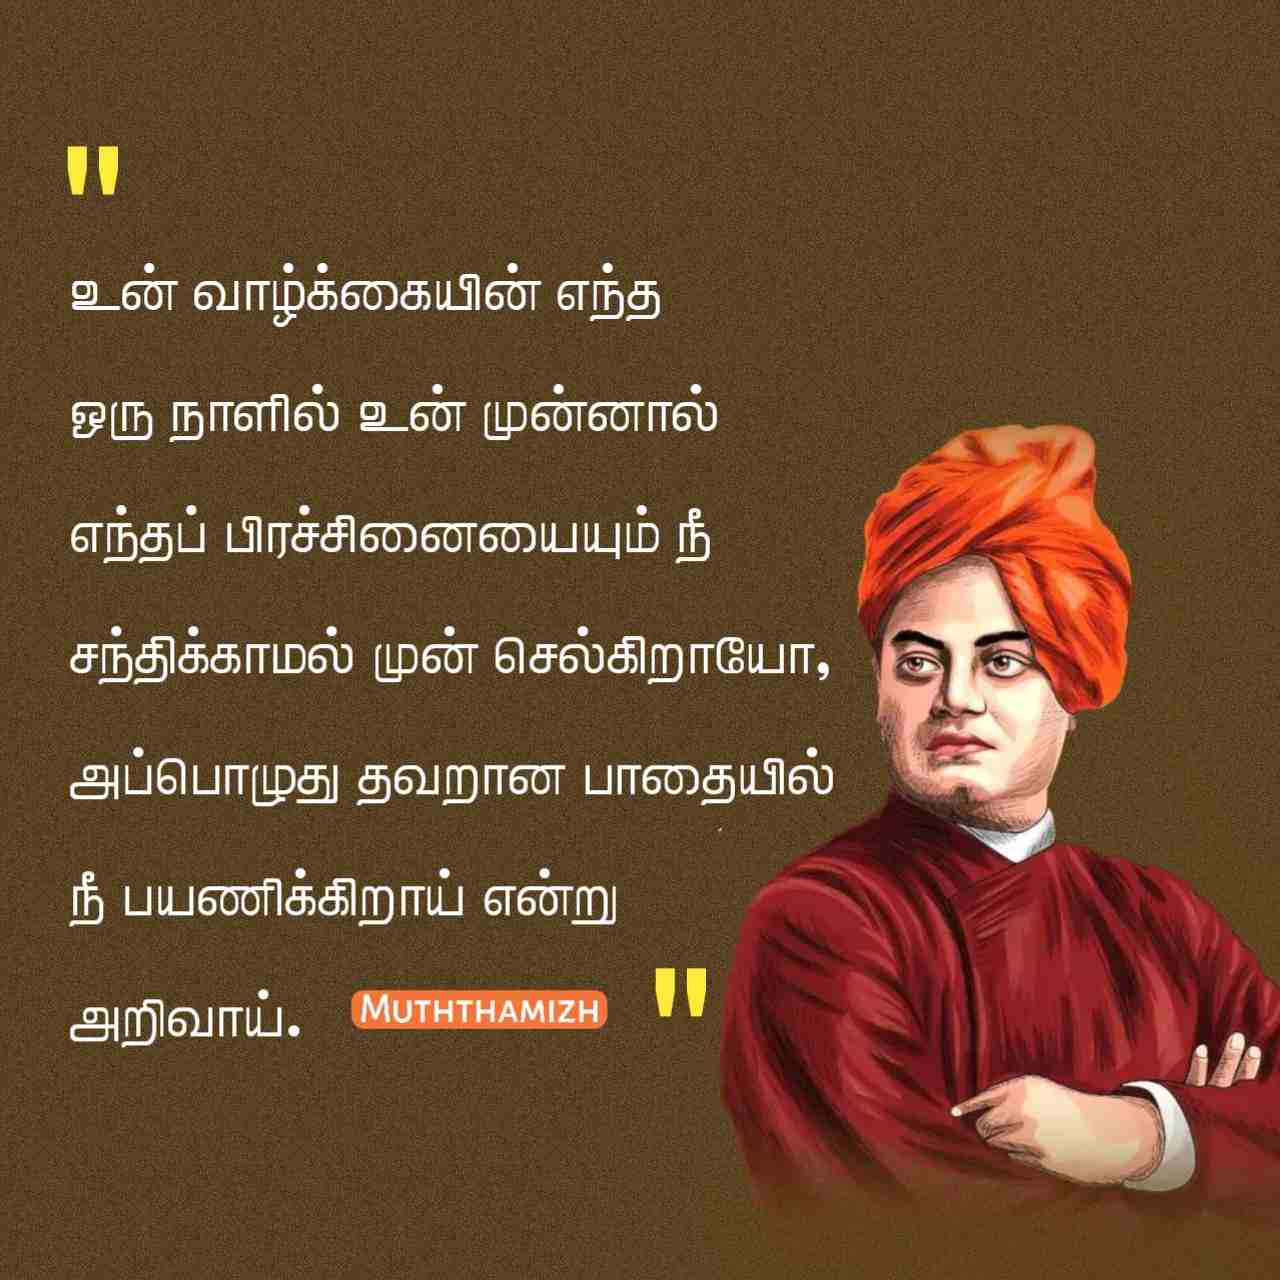 "
உன் வாழ்க்கையின் எந்த
ஒரு நாளில் உன் முன்னால்
எந்தப் பிரச்சினையையும் நீ
சந்திக்காமல் முன் செல்கிறாயோ,
அப்பொழுது தவறான பாதையில்
நீ பயணிக்கிறாய் என்று
அறிவாய். MUTHTHAMIZH "